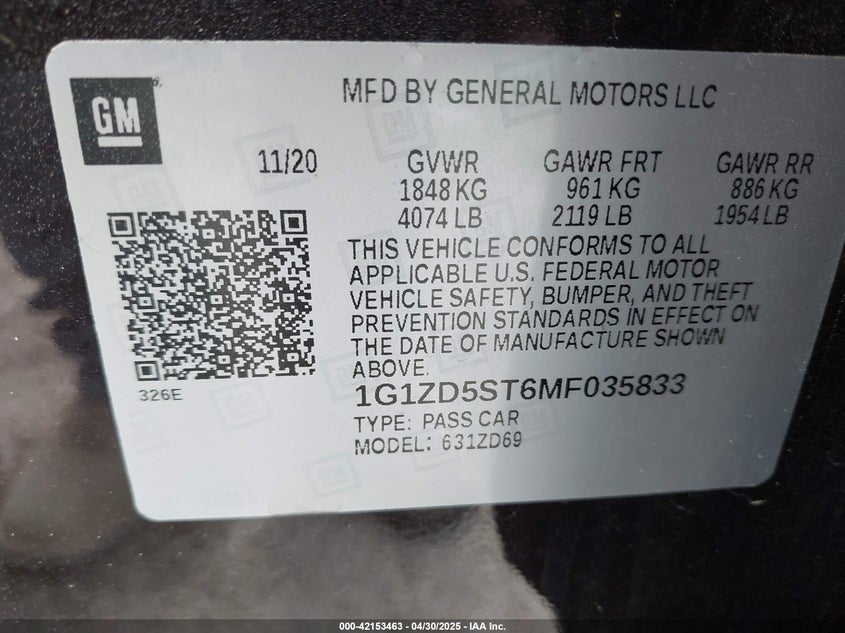 GM
MFD BY GENERAL MOTORS LLC
11/20 GVWR GAWR FRT GAWR RR
1848 KG 961 KG 886 KG
4074 LB 2119 LB 1954 LB
THIS VEHICLE CONFORMS TO ALL
APPLICABLE U.S. FEDERAL MOTOR
VEHICLE SAFETY, BUMPER, AND THEFT
PREVENTION STANDARDS IN EFFECT ON
THE DATE OF MANUFACTURE SHOWN
ABOVE.
326E
1G1ZD5ST6MF035833
TYPE: PASS CAR
MODEL: 631ZD69
000-42153463 - 04/30/2025 - IAA Inc.